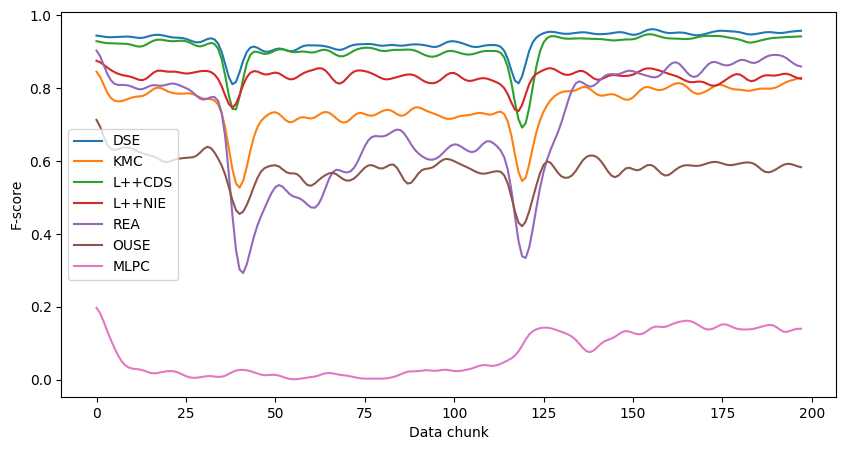 1.0
0.8
0.6
0.4
0.2
0.0
F-score
DSE
KMC
L++CDS
L++NIE
REA
OUSE
MLPC
0 25 50 75 100 125 150 175 200
Data chunk